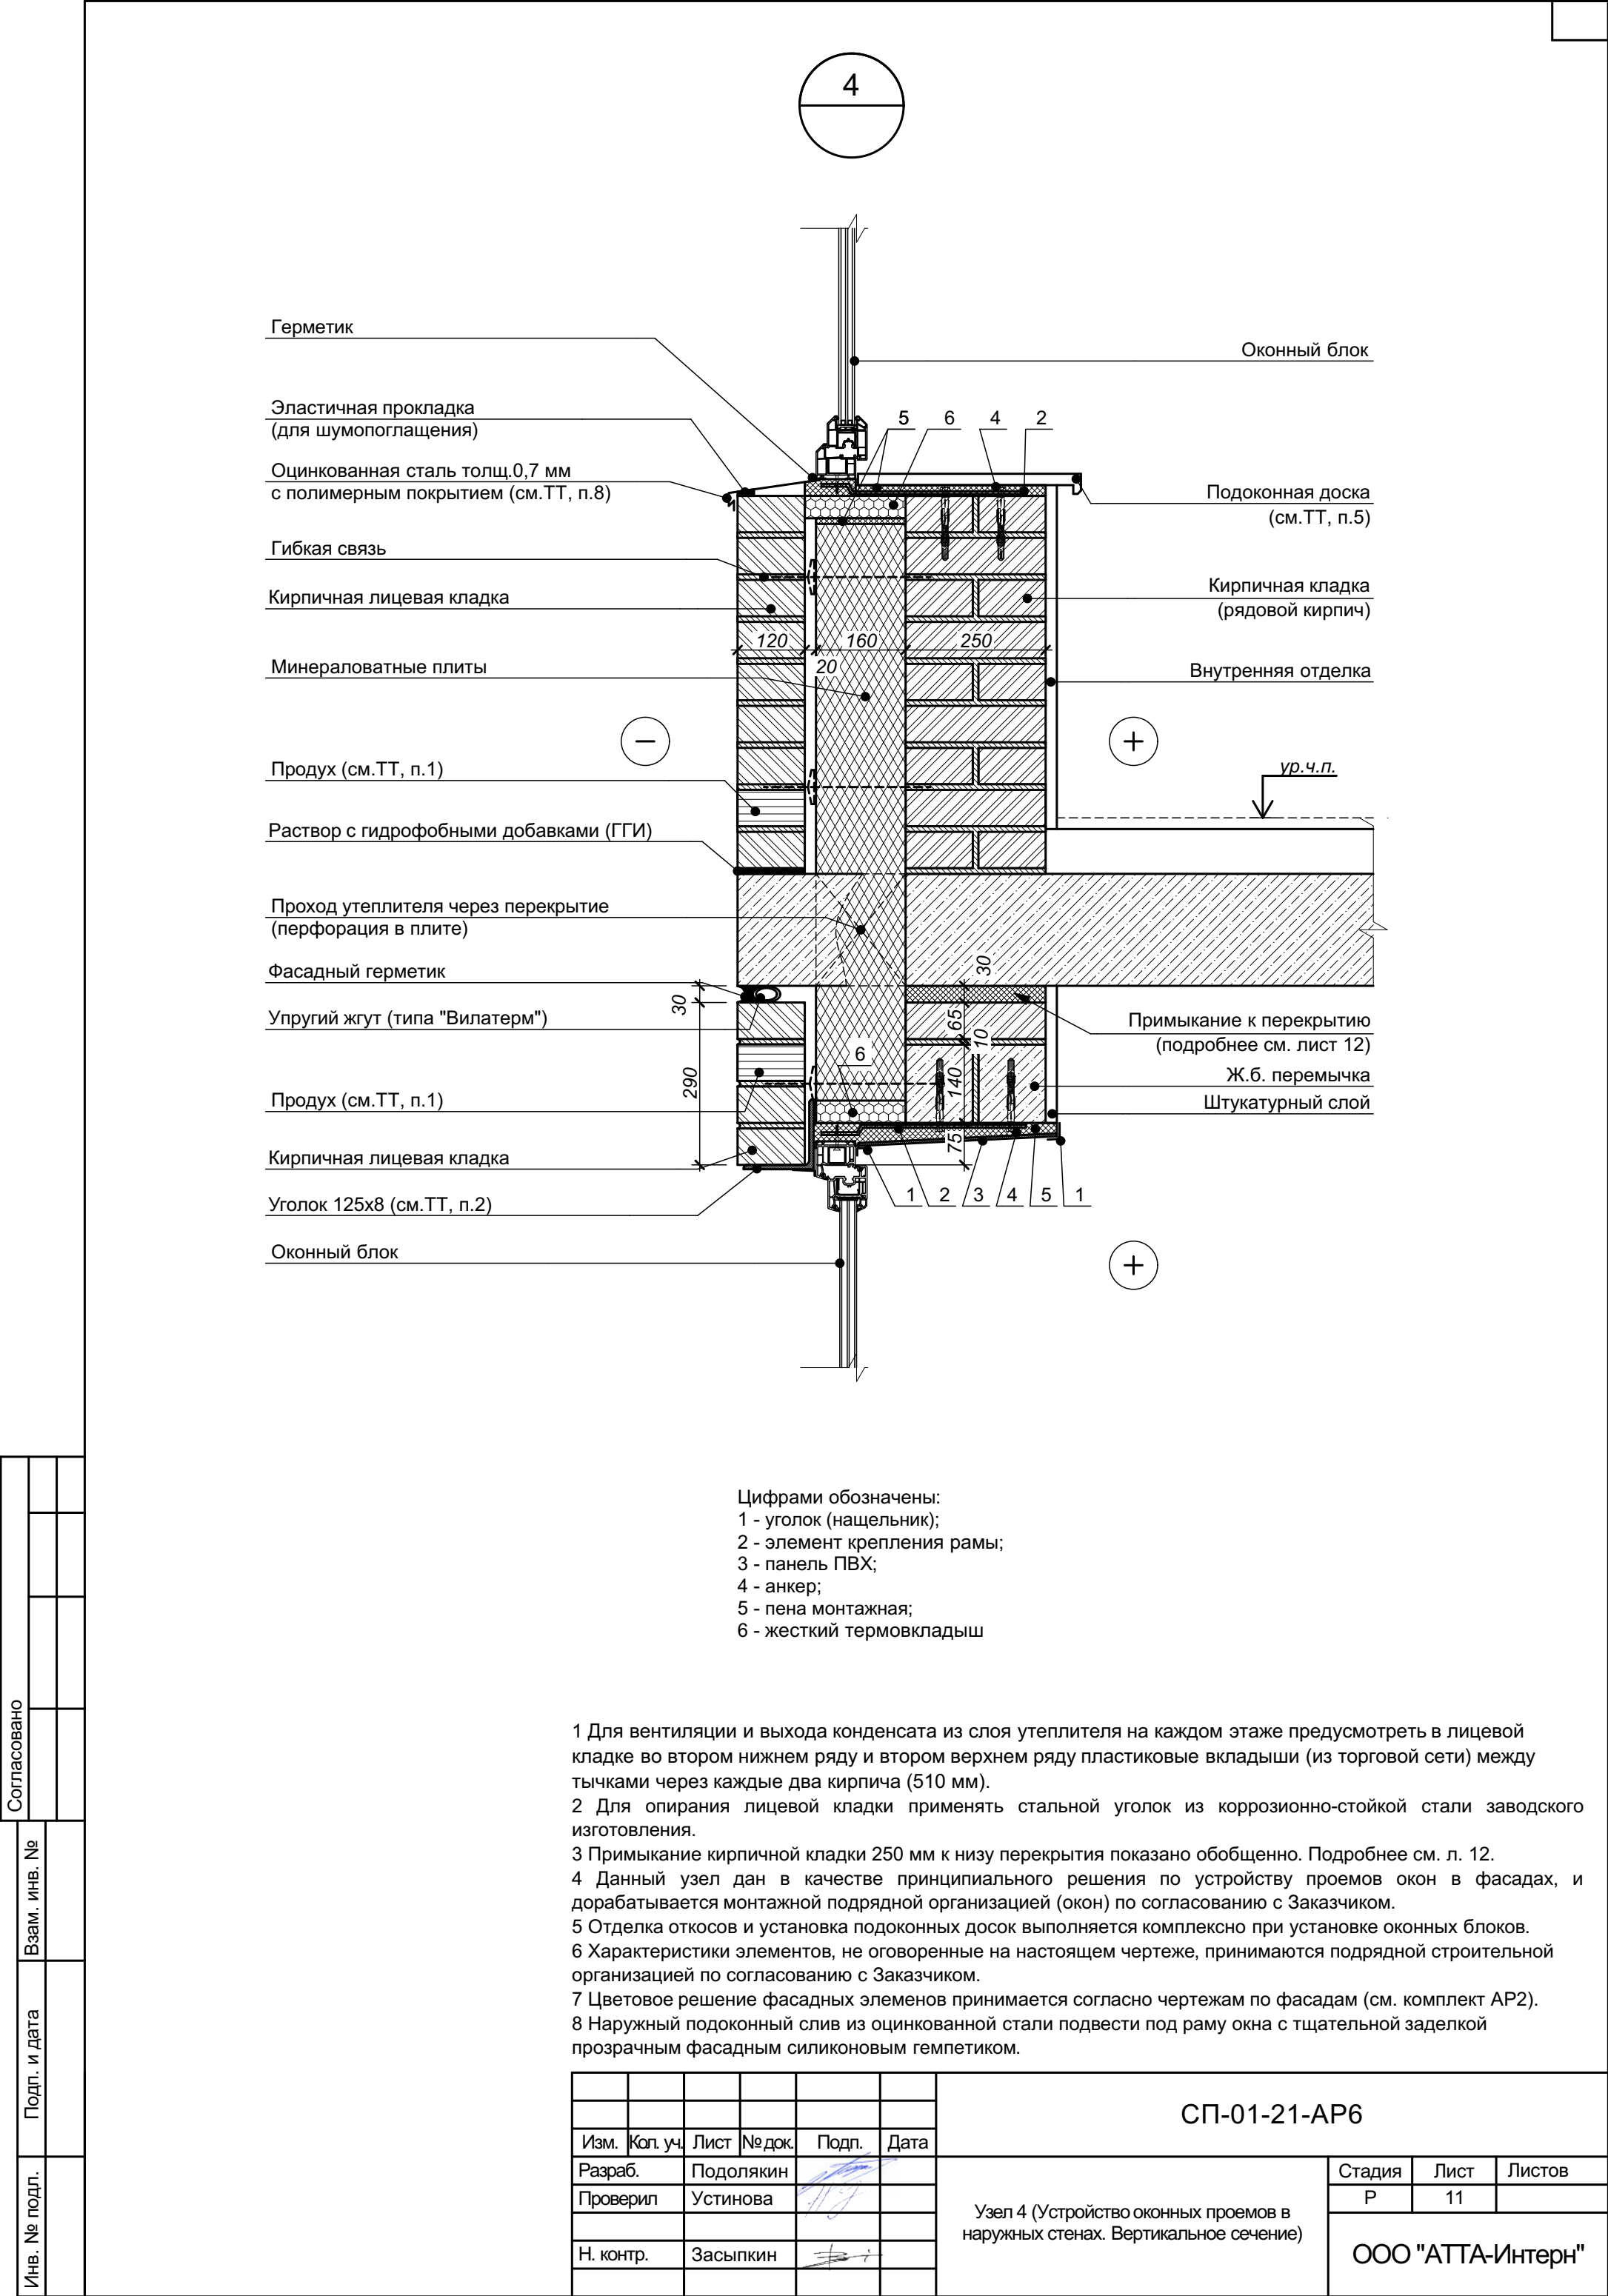 4
Герметик
Эластичная прокладка
(для шумопоглащения)
Оцинкованная сталь толщ.0,7 мм
с полимерным покрытием (см.ТТ, п.8)
Гибкая связь
Кирпичная лицевая кладка
Минераловатные плиты
Продух (см.ТТ, п.1)
Раствор с гидрофобными добавками (ГГИ)
Проход утеплителя через перекрытие
(перфорация в плите)
Фасадный герметик
Упругий жгут (типа "Вилатерм")
Продух (см.ТТ, п.1)
Кирпичная лицевая кладка
Уголок 125x8 (см.ТТ, п.2)
Оконный блок
5 6 4 2
120 160 250
20
−
+
30
290
30
65
10
140
75
6
1 2 3 4 5 1
+
Оконный блок
Подоконная доска
(см.ТТ, п.5)
Кирпичная кладка
(рядовой кирпич)
Внутренняя отделка
ур.ч.п.
Примыкание к перекрытию
(подробнее см. лист 12)
Ж.б. перемычка
Штукатурный слой
Цифрами обозначены:
1 - уголок (нащельник);
2 - элемент крепления рамы;
3 - панель ПВХ;
4 - анкер;
5 - пена монтажная;
6 - жесткий термовкладыш
1 Для вентиляции и выхода конденсата из слоя утеплителя на каждом этаже предусмотреть в лицевой
кладке во втором нижнем ряду и втором верхнем ряду пластиковые вкладыши (из торговой сети) между
тычками через каждые два кирпича (510 мм).
2 Для опирания лицевой кладки применять стальной уголок из коррозионно-стойкой стали заводского
изготовления.
3 Примыкание кирпичной кладки 250 мм к низу перекрытия показано обобщенно. Подробнее см. л. 12.
4 Данный узел дан в качестве принципиального решения по устройству проемов окон в фасадах, и
дорабатывается монтажной подрядной организацией (окон) по согласованию с Заказчиком.
5 Отделка откосов и установка подоконных досок выполняется комплексно при установке оконных блоков.
6 Характеристики элементов, не оговоренные на настоящем чертеже, принимаются подрядной строительной
организацией по согласованию с Заказчиком.
7 Цветовое решение фасадных элеменов принимается согласно чертежам по фасадам (см. комплект АР2).
8 Наружный подоконный слив из оцинкованной стали подвести под раму окна с тщательной заделкой
прозрачным фасадным силиконовым гемпетиком.
Согласовано
Взам. инв. №
Подп. и дата
Инв. № подл.
СП-01-21-АР6
Изм. Кол. уч. Лист № док. Подп. Дата
Разраб. Подолякин
Проверил Устинова
Н. контр. Засыпкин
Узел 4 (Устройство оконных проемов в
наружных стенах. Вертикальное сечение)
Стадия Лист Листов
Р 11
ООО "АТТА-Интерн"